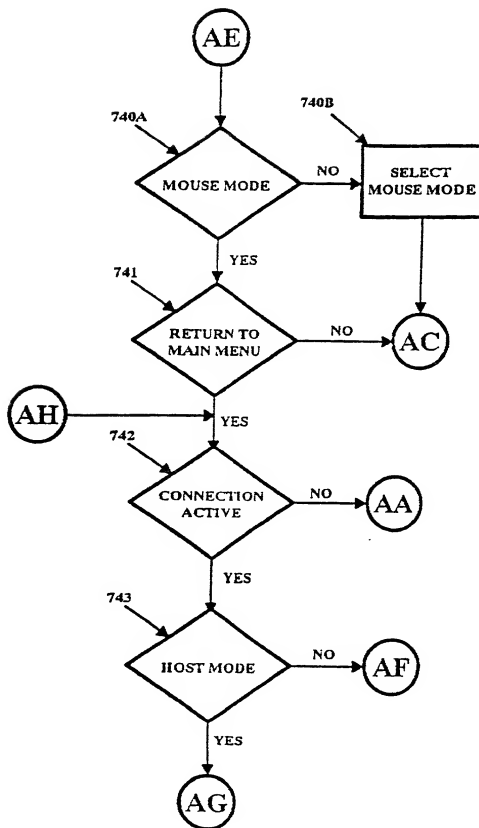 AE
740A
740B
MOUSE MODE
NO
SELECT
MOUSE MODE
YES
741
RETURN TO
MAIN MENU
NO
AC
AH
YES
742
CONNECTION
ACTIVE
NO
AA
YES
743
HOST MODE
NO
AF
YES
AG